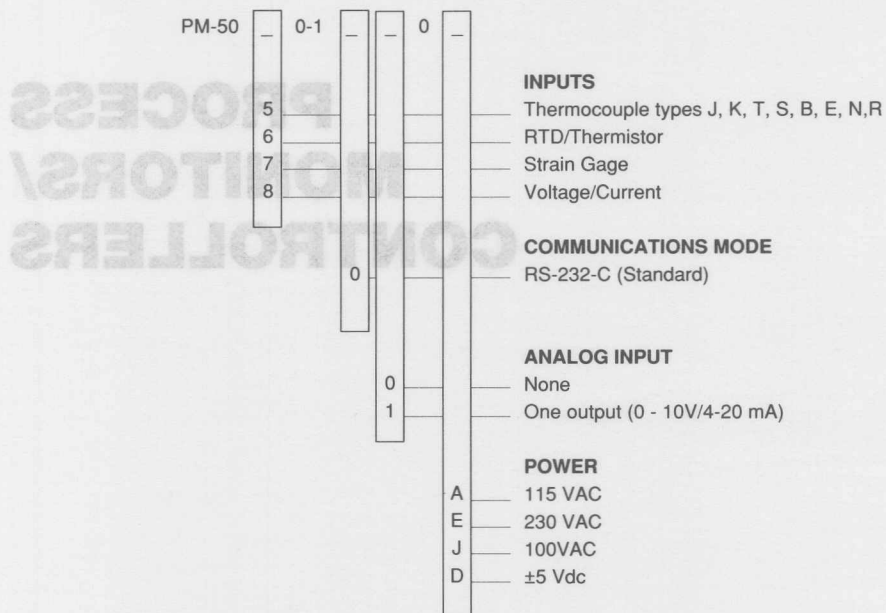 PM-50 _ 0-1 _ _ 0 _
INPUTS
5 Thermocouple types J, K, T, S, B, E, N,R
6 RTD/Thermistor
7 Strain Gage
8 Voltage/Current
COMMUNICATIONS MODE
0 RS-232-C (Standard)
ANALOG INPUT
0 None
1 One output (0 - 10V/4-20 mA)
POWER
A 115 VAC
E 230 VAC
J 100VAC
D ±5 Vdc
PROCESS
MONITORS/
CONTROLLERS